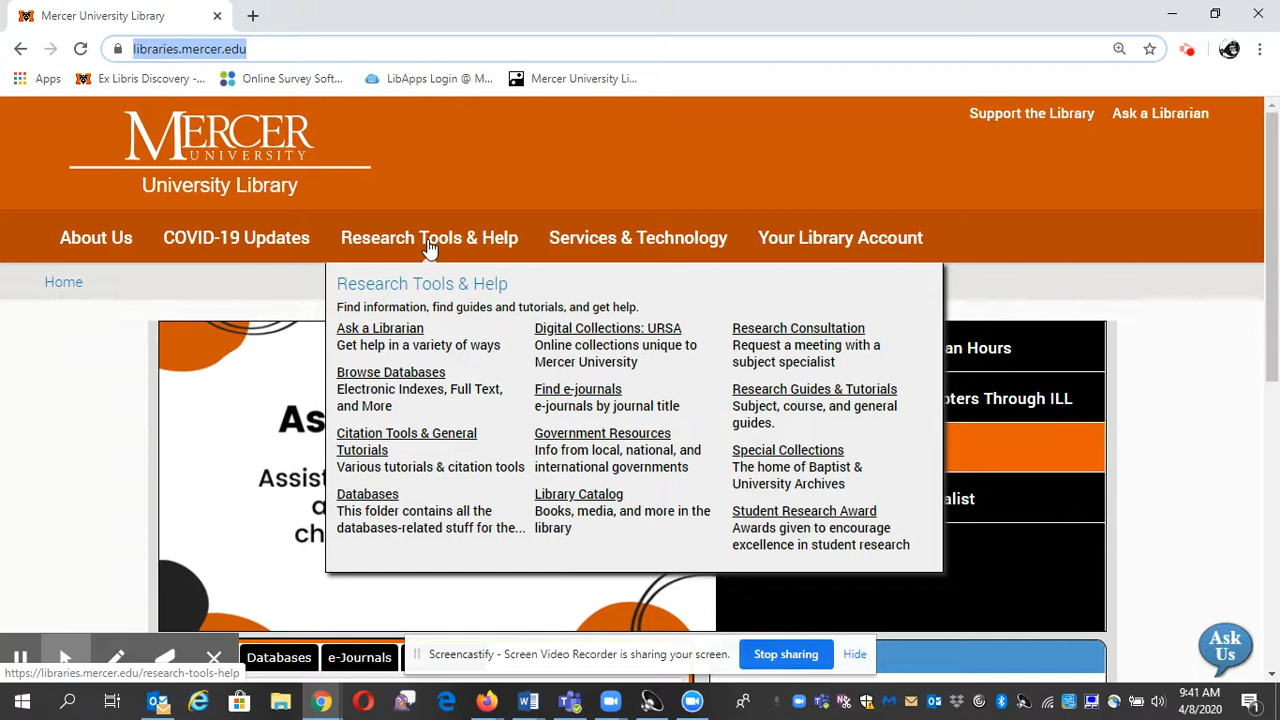 Mercer University Library
libraries.mercer.edu
Apps
Ex Libris Discovery -...
Online Survey Soft...
LibApps Login @ M...
Mercer University Li...
Support the Library
Ask a Librarian
MERCER
UNIVERSITY
University Library
About Us
COVID-19 Updates
Research Tools & Help
Services & Technology
Your Library Account
Home
Research Tools & Help
Find information, find guides and tutorials, and get help.
Ask a Librarian
Get help in a variety of ways
Browse Databases
Electronic Indexes, Full Text,
and More
Citation Tools & General
Tutorials
Various tutorials & citation tools
Databases
This folder contains all the
databases-related stuff for the...
Digital Collections: URSA
Online collections unique to
Mercer University
Find e-journals
e-journals by journal title
Government Resources
Info from local, national, and
international governments
Library Catalog
Books, media, and more in the
library
Research Consultation
Request a meeting with a
subject specialist
Research Guides & Tutorials
Subject, course, and general
guides.
Special Collections
The home of Baptist &
University Archives
Student Research Award
Awards given to encourage
excellence in student research
As
Assist
a
ch
an Hours
pters Through ILL
alist
Databases
e-Journals
Screencastify - Screen Video Recorder is sharing your screen.
Stop sharing
Hide
Ask
Us
https://libraries.mercer.edu/research-tools-help
9:41 AM
4/8/2020